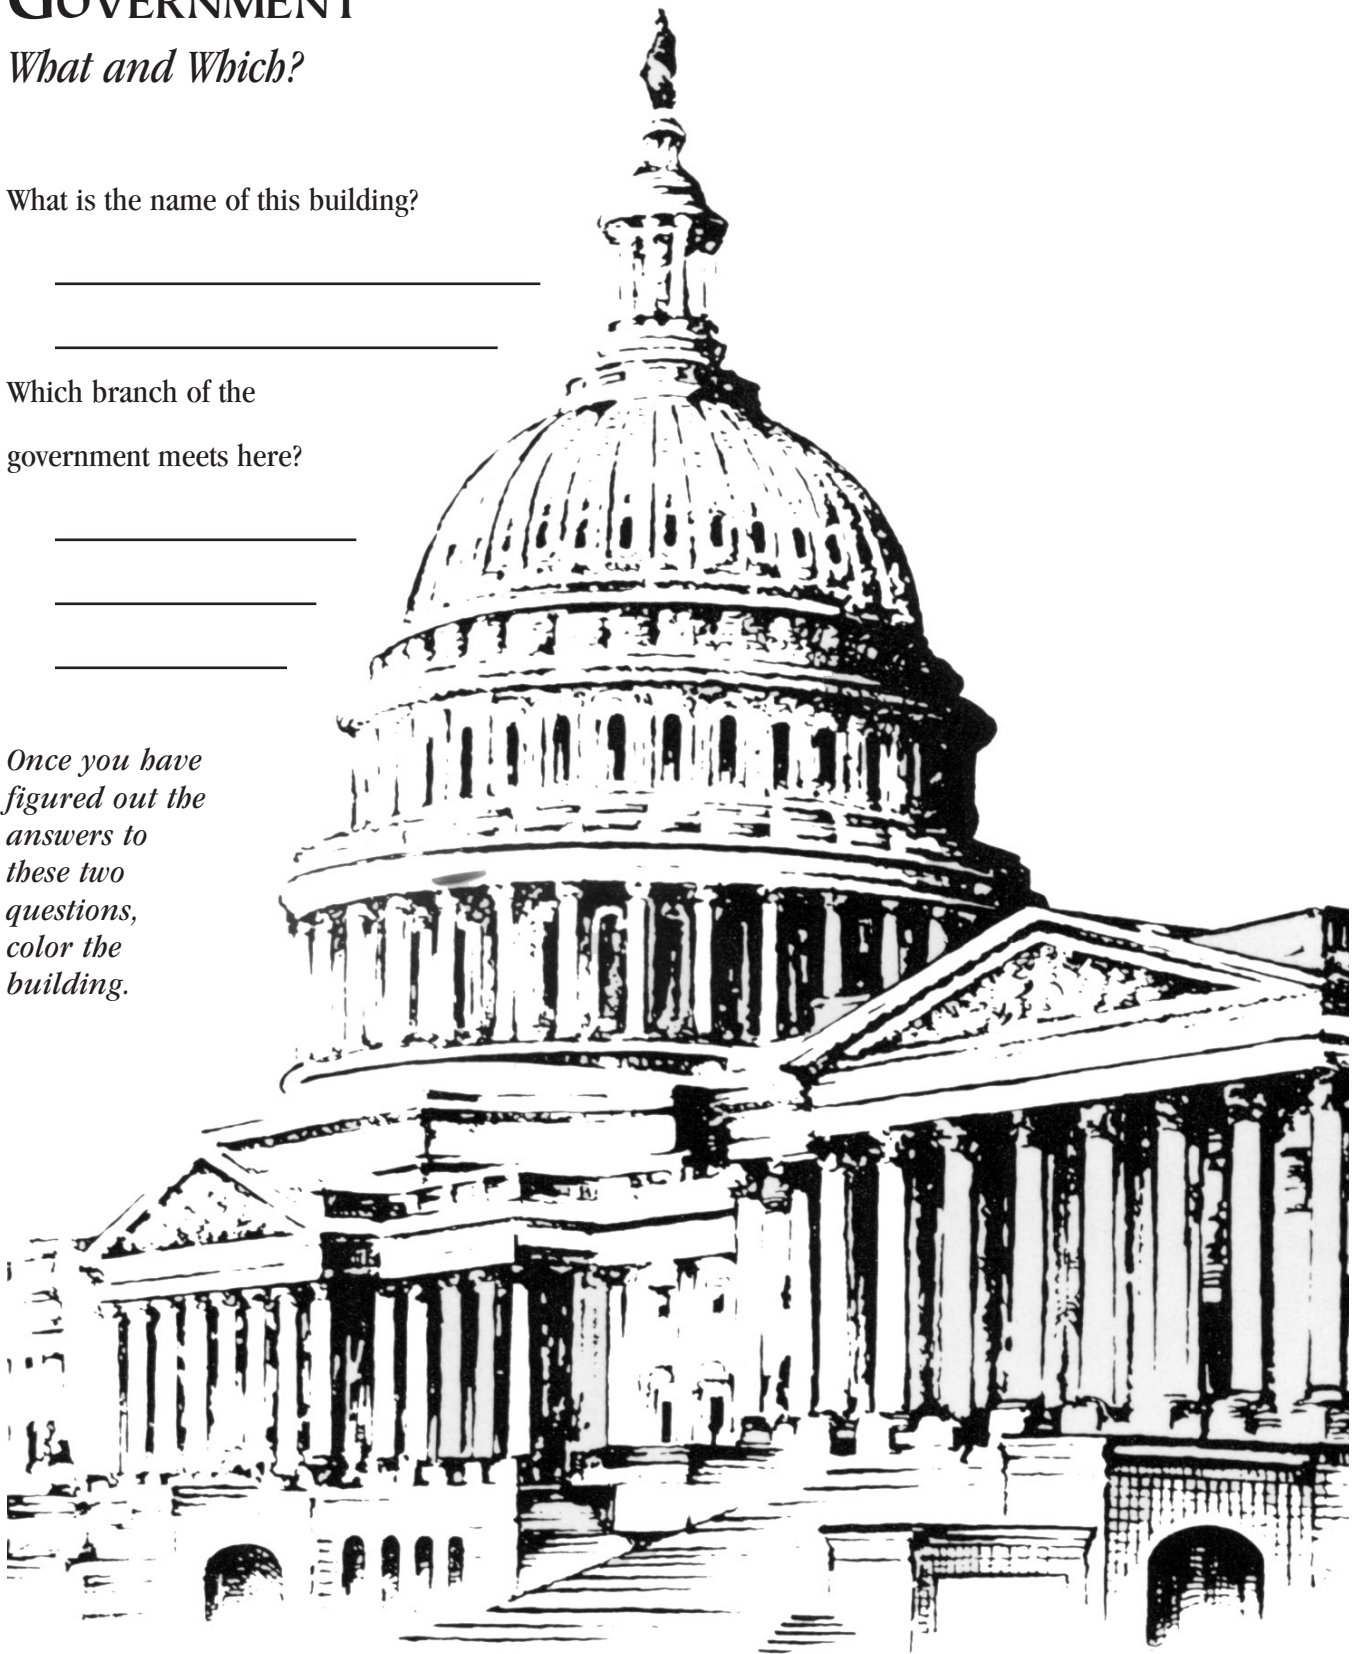 GOVERNMENT
What and Which?
What is the name of this building?
Which branch of the
government meets here?
Once you have
figured out the
answers to
these two
questions,
color the
building.